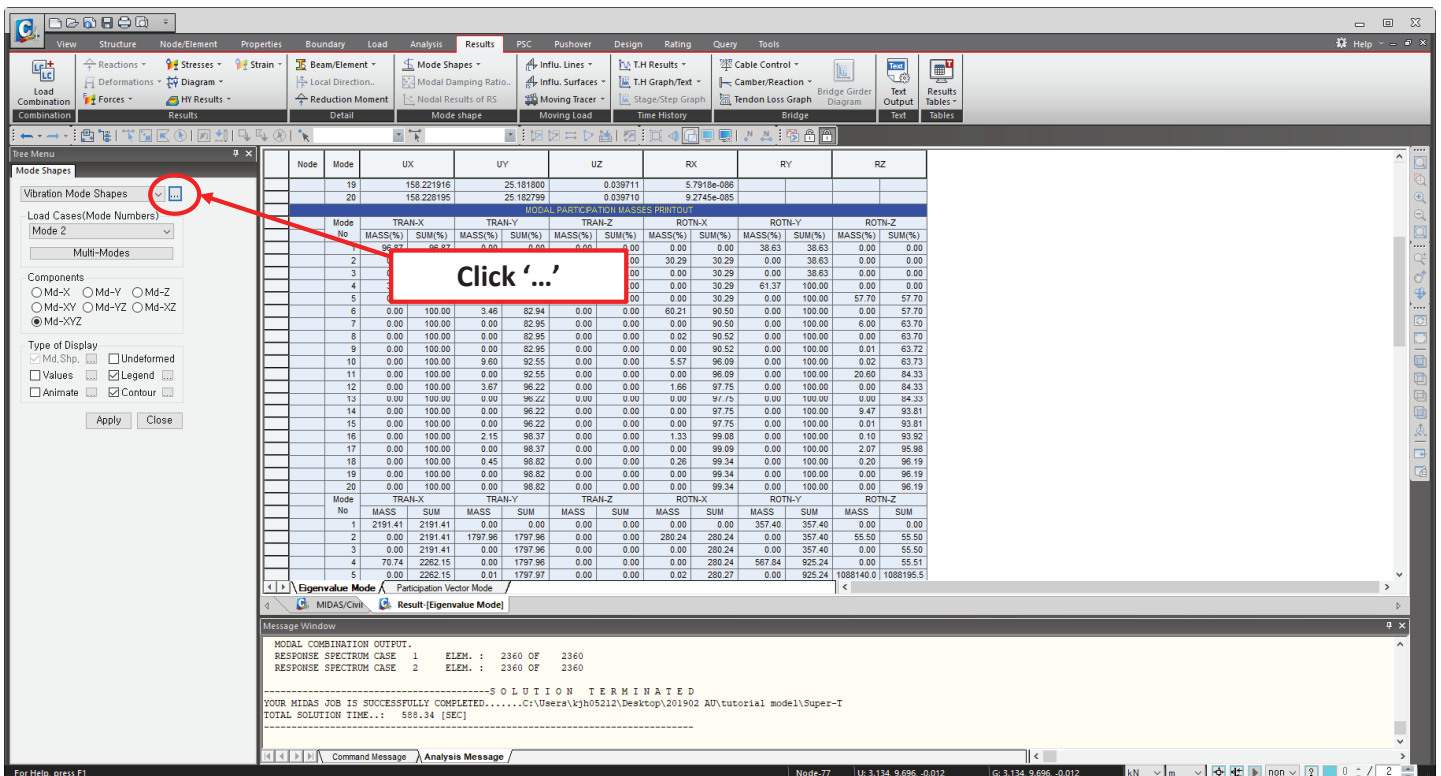 View Structure Node/Element Properties Boundary Load Analysis Results PSC Pushover Design Rating Query Tools Help
Reactions Stresses Strain Beam/Element Mode Shapes Influ. Lines T.H Results Cable Control
Deformations Diagram Local Direction.. Modal Damping Ratio.. Influ. Surfaces T.H Graph/Text Camber/Reaction
Forces HY Results Reduction Moment Nodal Results of RS Moving Tracer Stage/Step Graph Tendon Loss Graph
Load Combination Bridge Girder Diagram Text Output Results Tables
Combination Results Detail Mode shape Moving Load Time History Bridge Text Tables
Tree Menu
Mode Shapes
Vibration Mode Shapes ...
Load Cases(Mode Numbers)
Mode 2
Multi-Modes
Components
Md-X Md-Y Md-Z
Md-XY Md-YZ Md-XZ
Md-XYZ
Type of Display
Md.Shp. ... Undeformed
Values ... Legend ...
Animate ... Contour ...
Apply Close
Click ‘…’
Node Mode UX UY UZ RX RY RZ
19 158.221916 25.181800 0.039711 5.7918e-086
20 158.228195 25.182799 0.039710 9.2745e-085
MODAL PARTICIPATION MASSES PRINTOUT
Mode TRAN-X TRAN-Y TRAN-Z ROTN-X ROTN-Y ROTN-Z
No MASS(%) SUM(%) MASS(%) SUM(%) MASS(%) SUM(%) MASS(%) SUM(%) MASS(%) SUM(%) MASS(%) SUM(%)
1 96.87 96.87 0.00 0.00 0.00 0.00 0.00 0.00 38.63 38.63 0.00 0.00
2 0.00 30.29 30.29 0.00 38.63 0.00 0.00
3 0.00 0.00 30.29 0.00 38.63 0.00 0.00
4 0.00 0.00 30.29 61.37 100.00 0.00 0.00
5 0.00 0.00 30.29 0.00 100.00 57.70 57.70
6 0.00 100.00 3.46 82.94 0.00 0.00 60.21 90.50 0.00 100.00 0.00 57.70
7 0.00 100.00 0.00 82.95 0.00 0.00 0.00 90.50 0.00 100.00 6.00 63.70
8 0.00 100.00 0.00 82.95 0.00 0.00 0.02 90.52 0.00 100.00 0.00 63.70
9 0.00 100.00 0.00 82.95 0.00 0.00 0.00 90.52 0.00 100.00 0.01 63.72
10 0.00 100.00 9.60 92.55 0.00 0.00 5.57 96.09 0.00 100.00 0.02 63.73
11 0.00 100.00 0.00 92.55 0.00 0.00 0.00 96.09 0.00 100.00 20.60 84.33
12 0.00 100.00 3.67 96.22 0.00 0.00 1.66 97.75 0.00 100.00 0.00 84.33
13 0.00 100.00 0.00 96.22 0.00 0.00 0.00 97.75 0.00 100.00 0.00 84.33
14 0.00 100.00 0.00 96.22 0.00 0.00 0.00 97.75 0.00 100.00 9.47 93.81
15 0.00 100.00 0.00 96.22 0.00 0.00 0.00 97.75 0.00 100.00 0.01 93.81
16 0.00 100.00 2.15 98.37 0.00 0.00 1.33 99.08 0.00 100.00 0.10 93.92
17 0.00 100.00 0.00 98.37 0.00 0.00 0.00 99.09 0.00 100.00 2.07 95.98
18 0.00 100.00 0.45 98.82 0.00 0.00 0.26 99.34 0.00 100.00 0.20 96.19
19 0.00 100.00 0.00 98.82 0.00 0.00 0.00 99.34 0.00 100.00 0.00 96.19
20 0.00 100.00 0.00 98.82 0.00 0.00 0.00 99.34 0.00 100.00 0.00 96.19
Mode TRAN-X TRAN-Y TRAN-Z ROTN-X ROTN-Y ROTN-Z
No MASS SUM MASS SUM MASS SUM MASS SUM MASS SUM MASS SUM
1 2191.41 2191.41 0.00 0.00 0.00 0.00 0.00 0.00 357.40 357.40 0.00 0.00
2 0.00 2191.41 1797.96 1797.96 0.00 0.00 280.24 280.24 0.00 357.40 55.50 55.50
3 0.00 2191.41 0.00 1797.96 0.00 0.00 0.00 280.24 0.00 357.40 0.00 55.50
4 70.74 2262.15 0.00 1797.96 0.00 0.00 0.00 280.24 567.84 925.24 0.00 55.51
5 0.00 2262.15 0.01 1797.97 0.00 0.00 0.02 280.27 0.00 925.24 1088140.0 1088195.5
Eigenvalue Mode Participation Vector Mode
MIDAS/Civil Result-[Eigenvalue Mode]
Message Window
MODAL COMBINATION OUTPUT.
RESPONSE SPECTRUM CASE 1 ELEM. : 2360 OF 2360
RESPONSE SPECTRUM CASE 2 ELEM. : 2360 OF 2360
------------------------------------------S O L U T I O N T E R M I N A T E D
YOUR MIDAS JOB IS SUCCESSFULLY COMPLETED.......C:\Users\kjh05212\Desktop\201902 AU\tutorial model\Super-T
TOTAL SOLUTION TIME..: 588.34 [SEC]
--------------------------------------------------------------------------------
Command Message Analysis Message
For Help, press F1 Node-77 U: 3.134, 9.696, -0.012 G: 3.134, 9.696, -0.012 kN m non ? 0 / 2